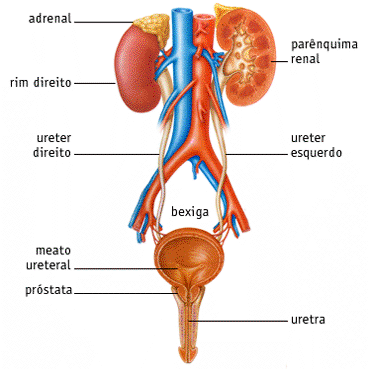 adrenal
parênquima
renal
rim direito
ureter
direito
ureter
esquerdo
bexiga
meato
ureteral
próstata
uretra